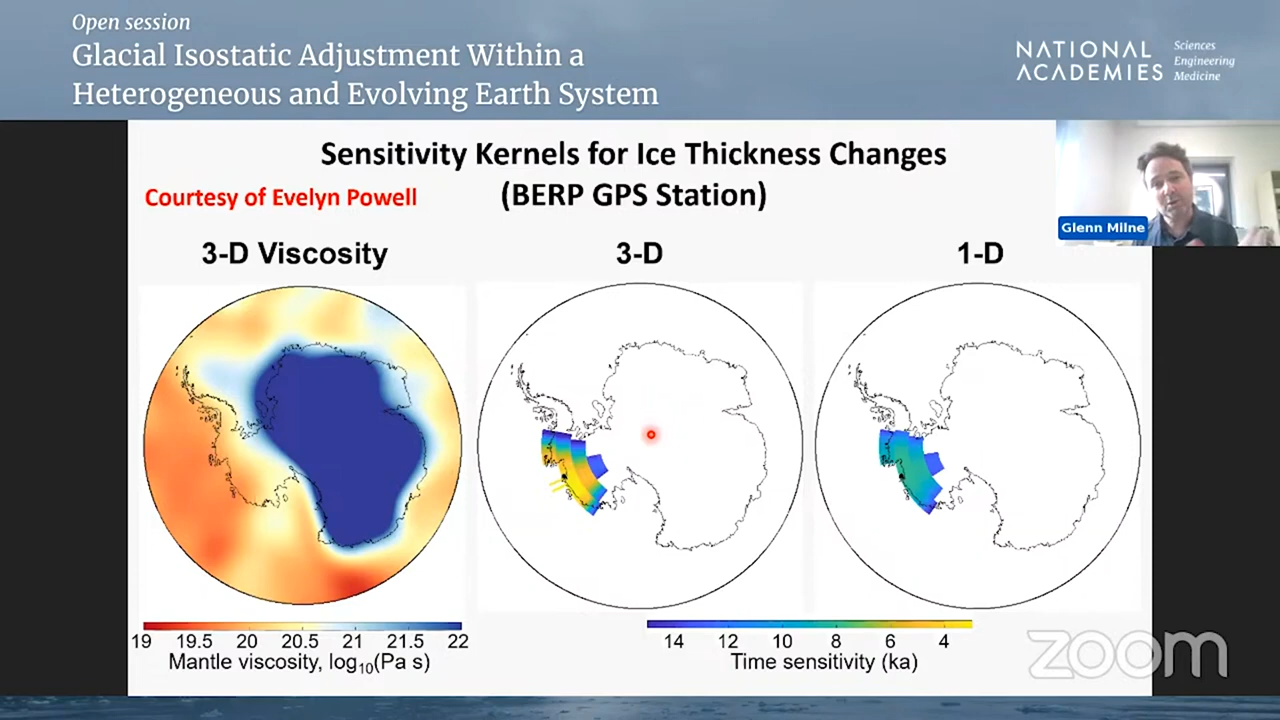 Open session
Glacial Isostatic Adjustment Within a
Heterogeneous and Evolving Earth System
NATIONAL
ACADEMIES
Sciences
Engineering
Medicine
Sensitivity Kernels for Ice Thickness Changes
(BERP GPS Station)
Courtesy of Evelyn Powell
Glenn Milne
3-D Viscosity
3-D
1-D
19 19.5 20 20.5 21 21.5 22
Mantle viscosity, log10(Pa s)
14 12 10 8 6 4
Time sensitivity (ka)
zoom